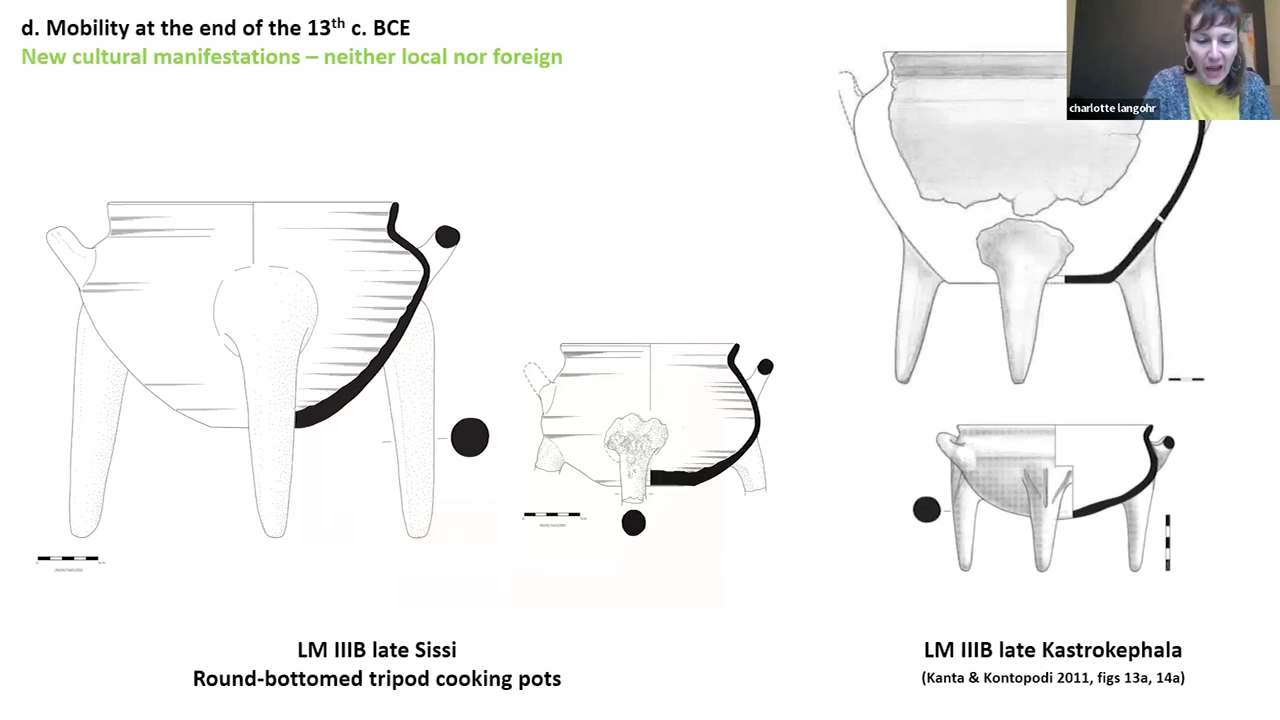 d. Mobility at the end of the 13th c. BCE
New cultural manifestations – neither local nor foreign
charlotte langohr
LM IIIB late Sissi
Round-bottomed tripod cooking pots
LM IIIB late Kastrokephala
(Kanta & Kontopodi 2011, figs 13a, 14a)